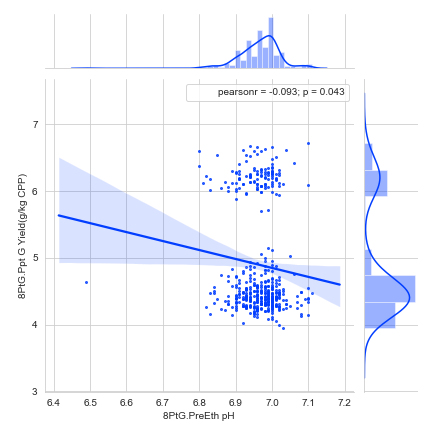 pearsonr = -0.093; p = 0.043
7
6
5
4
3
8PtG.Ppt G Yield(g/kg CPP)
6.4 6.5 6.6 6.7 6.8 6.9 7.0 7.1 7.2
8PtG.PreEth pH